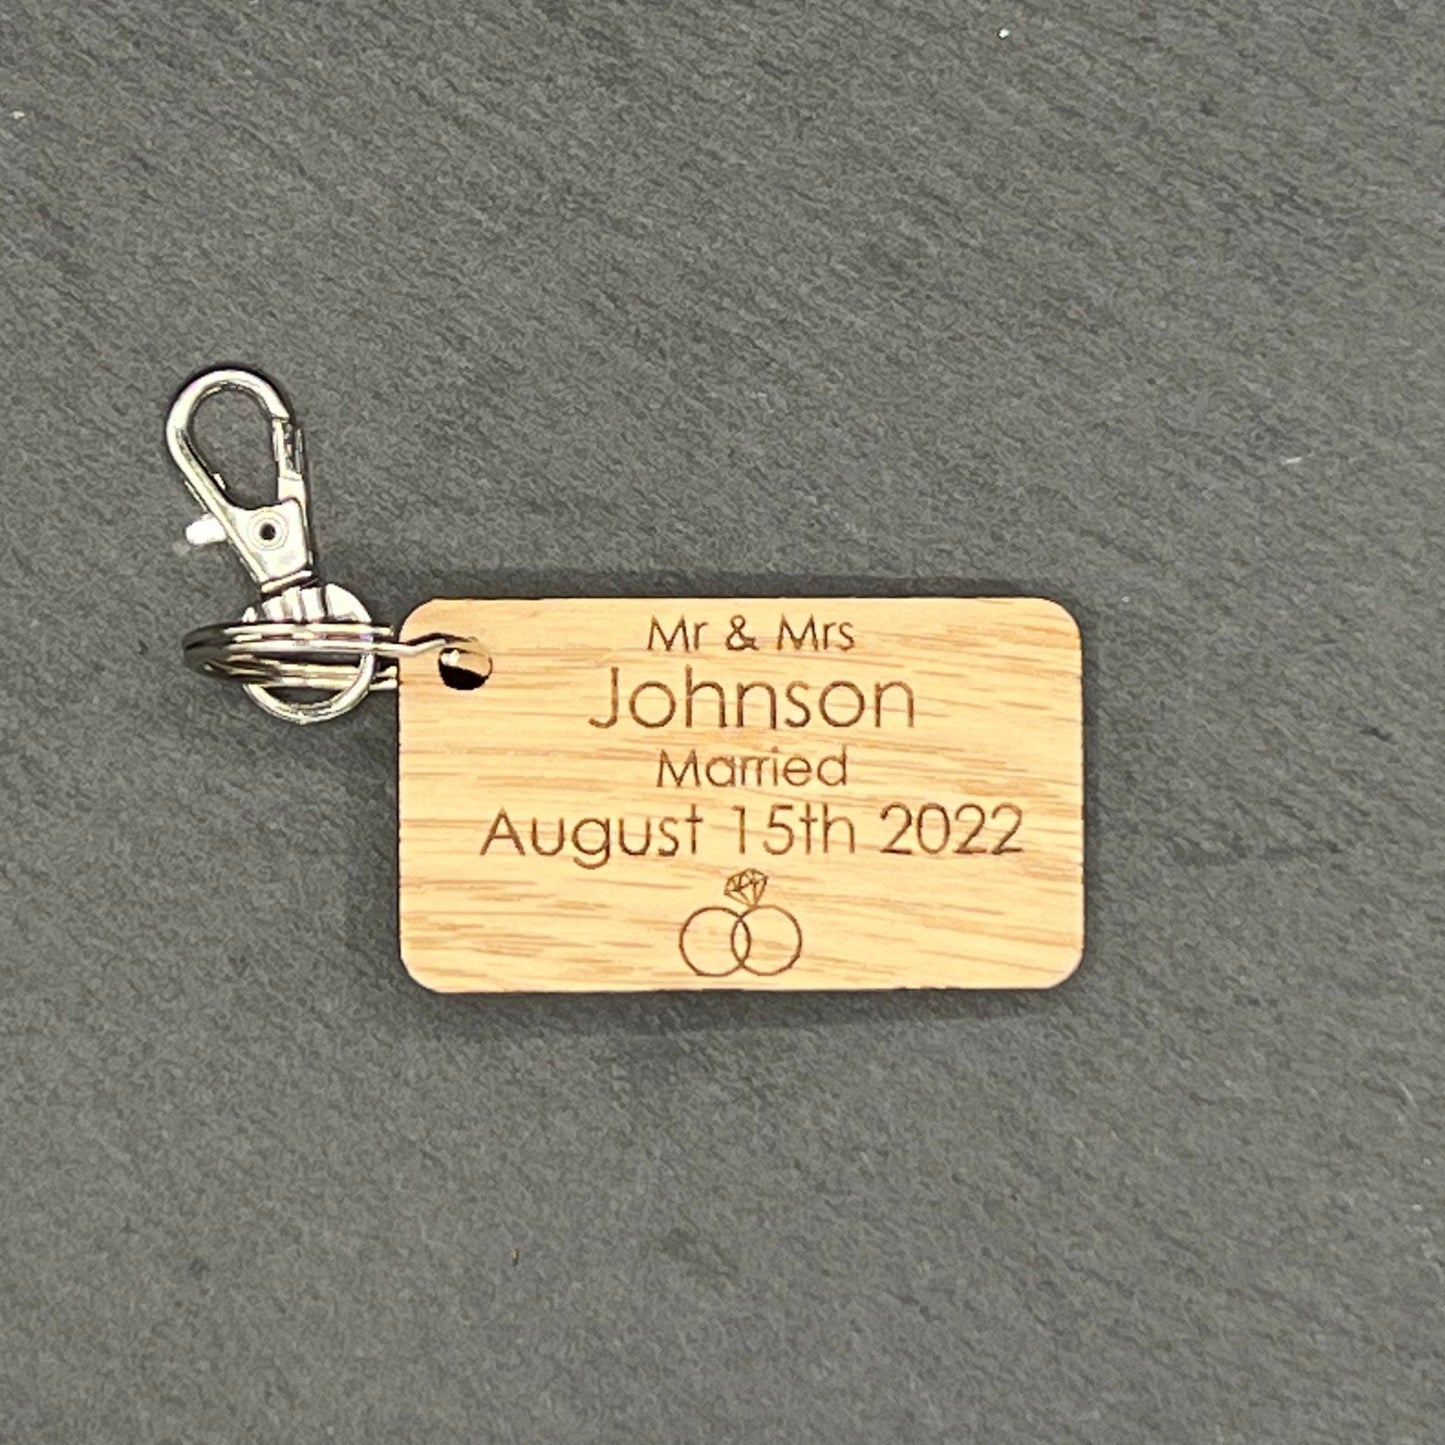 Mr & Mrs
Johnson
Married
August 15th 2022